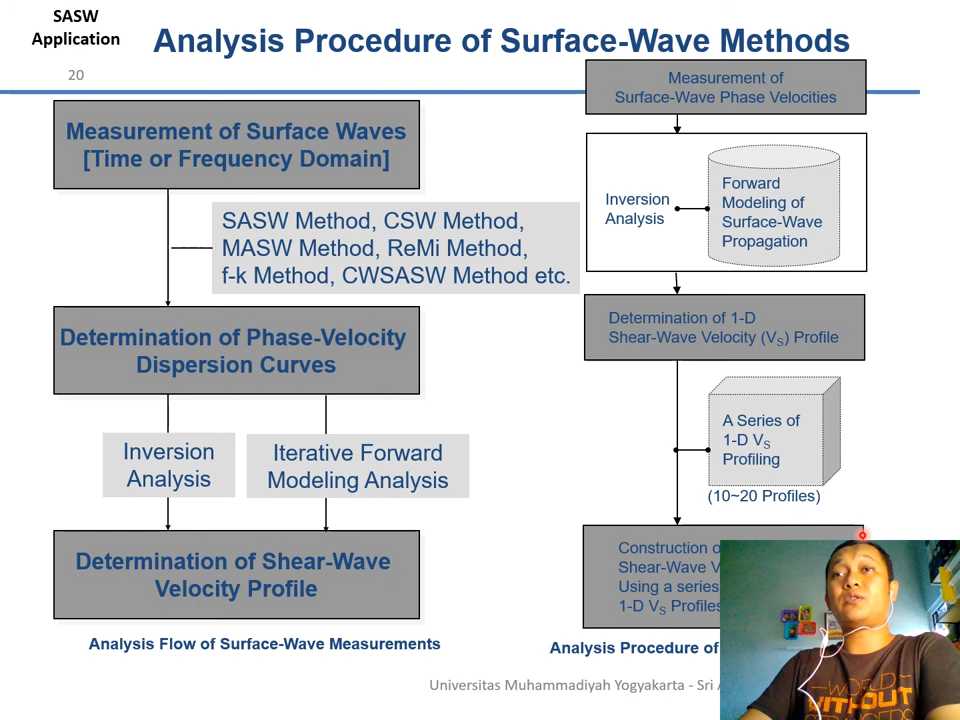 SASW
Application
20
Analysis Procedure of Surface-Wave Methods
Measurement of Surface Waves
[Time or Frequency Domain]
SASW Method, CSW Method,
MASW Method, ReMi Method,
f-k Method, CWSASW Method etc.
Determination of Phase-Velocity
Dispersion Curves
Inversion
Analysis
Iterative Forward
Modeling Analysis
Determination of Shear-Wave
Velocity Profile
Analysis Flow of Surface-Wave Measurements
Measurement of
Surface-Wave Phase Velocities
Inversion
Analysis
Forward
Modeling of
Surface-Wave
Propagation
Determination of 1-D
Shear-Wave Velocity (VS) Profile
A Series of
1-D VS
Profiling
(10~20 Profiles)
Construction
Shear-Wave
Using a series
1-D VS Profiles
Analysis Procedure of
Universitas Muhammadiyah Yogyakarta - Sri
WORLD
WITHOUT